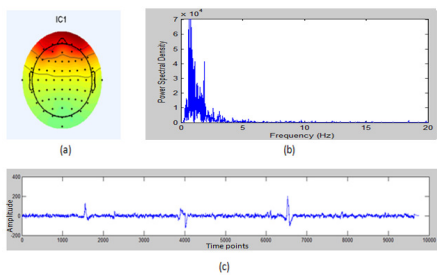 IC1
(a)
7 x 10⁴
6
5
4
3
2
1
0
Power Spectral Density
0 5 10 15 20
Frequency (Hz)
(b)
400
200
0
-200
Amplitude
0 1000 2000 3000 4000 5000 6000 7000 8000 9000 10000
Time points
(c)